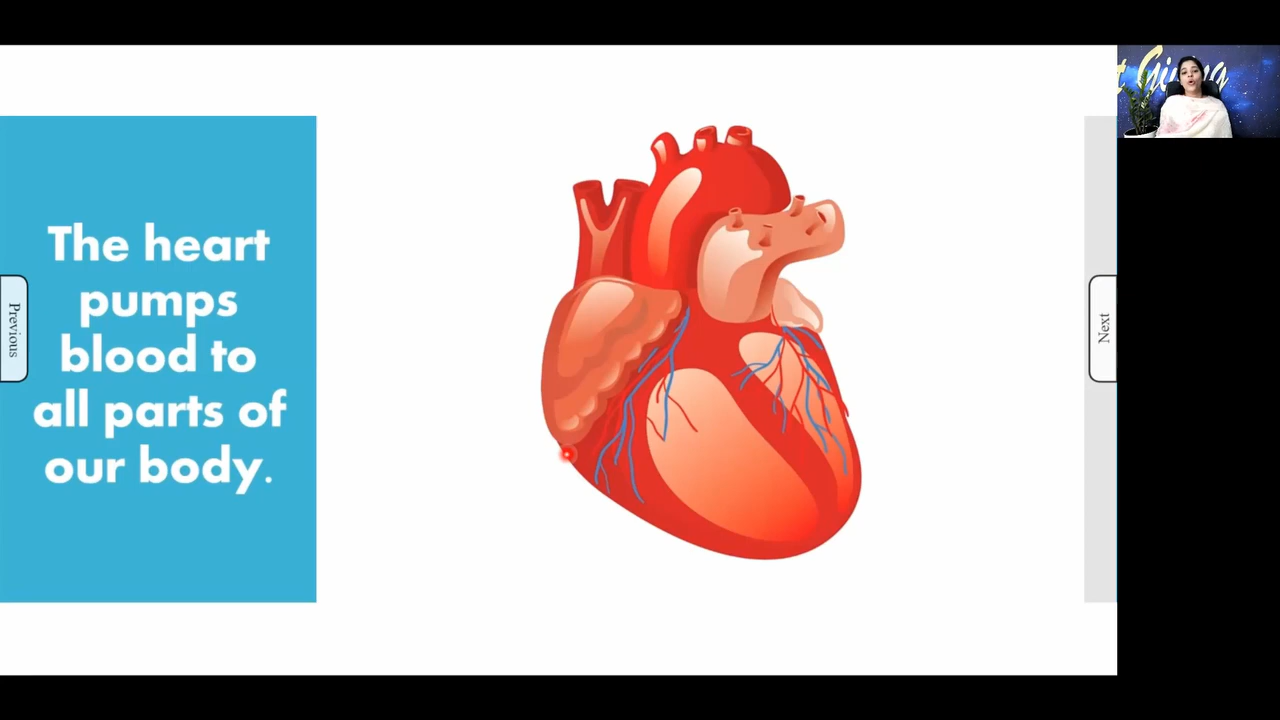 The heart
pumps
blood to
all parts of
our body.
Previous
Next